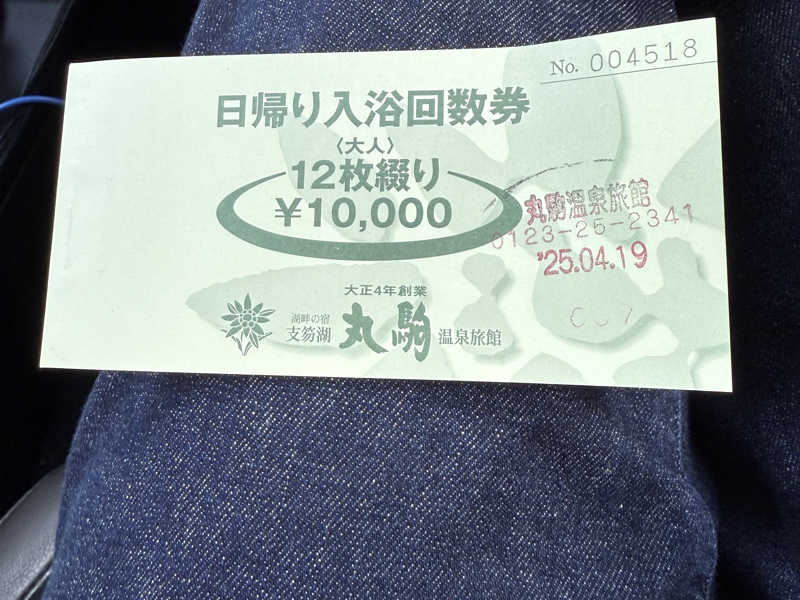 No. 004518
日帰り入浴回数券
〈大人〉
12枚綴り
¥10,000
丸駒温泉旅館
0123-25-2341
'25.04.19
大正4年創業
湖畔の宿
支笏湖 丸駒 温泉旅館